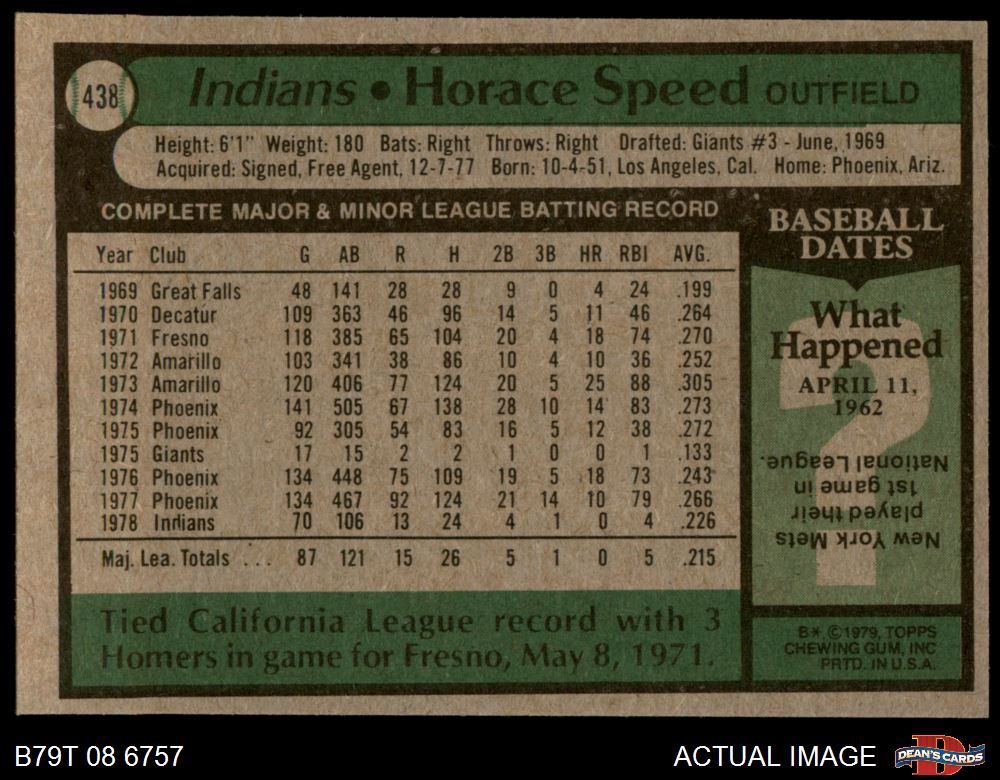 438
Indians • Horace Speed OUTFIELD
Height: 6'1" Weight: 180 Bats: Right Throws: Right Drafted: Giants #3 - June, 1969
Acquired: Signed, Free Agent, 12-7-77 Born: 10-4-51, Los Angeles, Cal. Home: Phoenix, Ariz.
COMPLETE MAJOR & MINOR LEAGUE BATTING RECORD
Year Club G AB R H 2B 3B HR RBI AVG.
1969 Great Falls 48 141 28 28 9 0 4 24 .199
1970 Decatur 109 363 46 96 14 5 11 46 .264
1971 Fresno 118 385 65 104 20 4 18 74 .270
1972 Amarillo 103 341 38 86 10 4 10 36 .252
1973 Amarillo 120 406 77 124 20 5 25 88 .305
1974 Phoenix 141 505 67 138 28 10 14 83 .273
1975 Phoenix 92 305 54 83 16 5 12 38 .272
1975 Giants 17 15 2 2 1 0 0 1 .133
1976 Phoenix 134 448 75 109 19 5 18 73 .243
1977 Phoenix 134 467 92 124 21 14 10 79 .266
1978 Indians 70 106 13 24 4 1 0 4 .226
Maj. Lea. Totals . . . 87 121 15 26 5 1 0 5 .215
Tied California League record with 3
Homers in game for Fresno, May 8, 1971.
BASEBALL
DATES
What
Happened
APRIL 11,
1962
New York Mets
played their
1st game in
National League.
B* ©1979, TOPPS
CHEWING GUM, INC
PRTD. IN U.S.A.
B79T 08 6757
ACTUAL IMAGE
DEAN'S CARDS